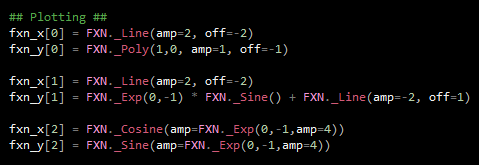 ## Plotting ##
fxn_x[0] = FXN._Line(amp=2, off=-2)
fxn_y[0] = FXN._Poly(1,0, amp=1, off=-1)
fxn_x[1] = FXN._Line(amp=2, off=-2)
fxn_y[1] = FXN._Exp(0,-1) * FXN._Sine() + FXN._Line(amp=-2, off=1)
fxn_x[2] = FXN._Cosine(amp=FXN._Exp(0,-1,amp=4))
fxn_y[2] = FXN._Sine(amp=FXN._Exp(0,-1,amp=4))